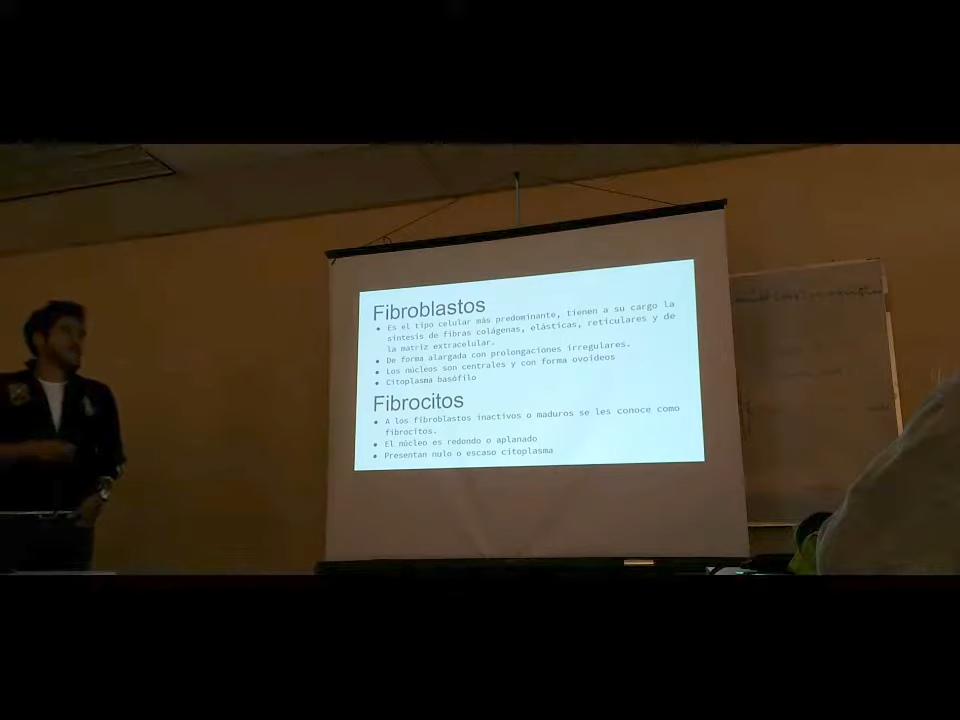 Fibroblastos
● Es el tipo celular más predominante, tienen a su cargo la
síntesis de fibras colágenas, elásticas, reticulares y de
la matriz extracelular.
● De forma alargada con prolongaciones irregulares.
● Los núcleos son centrales y con forma ovoideos
● Citoplasma basófilo
Fibrocitos
● A los fibroblastos inactivos o maduros se les conoce como
fibrocitos.
● El núcleo es redondo o aplanado
● Presentan nulo o escaso citoplasma